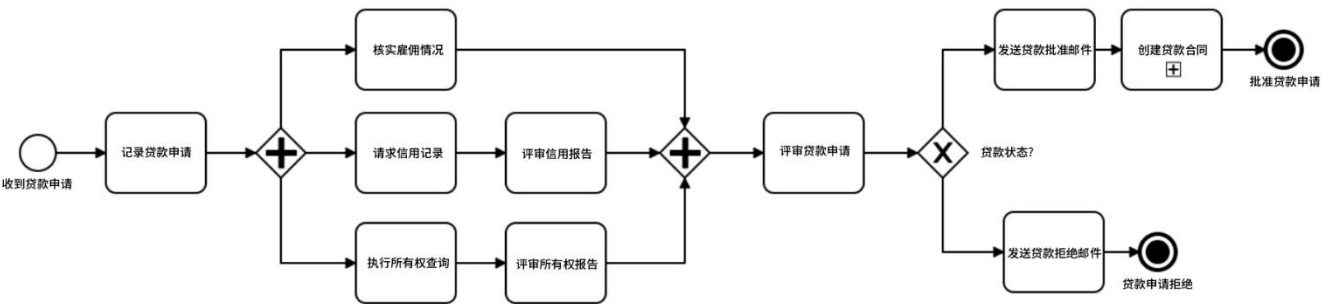 收到贷款申请
记录贷款申请
核实雇佣情况
请求信用记录
评审信用报告
执行所有权查询
评审所有权报告
评审贷款申请
贷款状态?
发送贷款批准邮件
创建贷款合同
批准贷款申请
发送贷款拒绝邮件
贷款申请拒绝